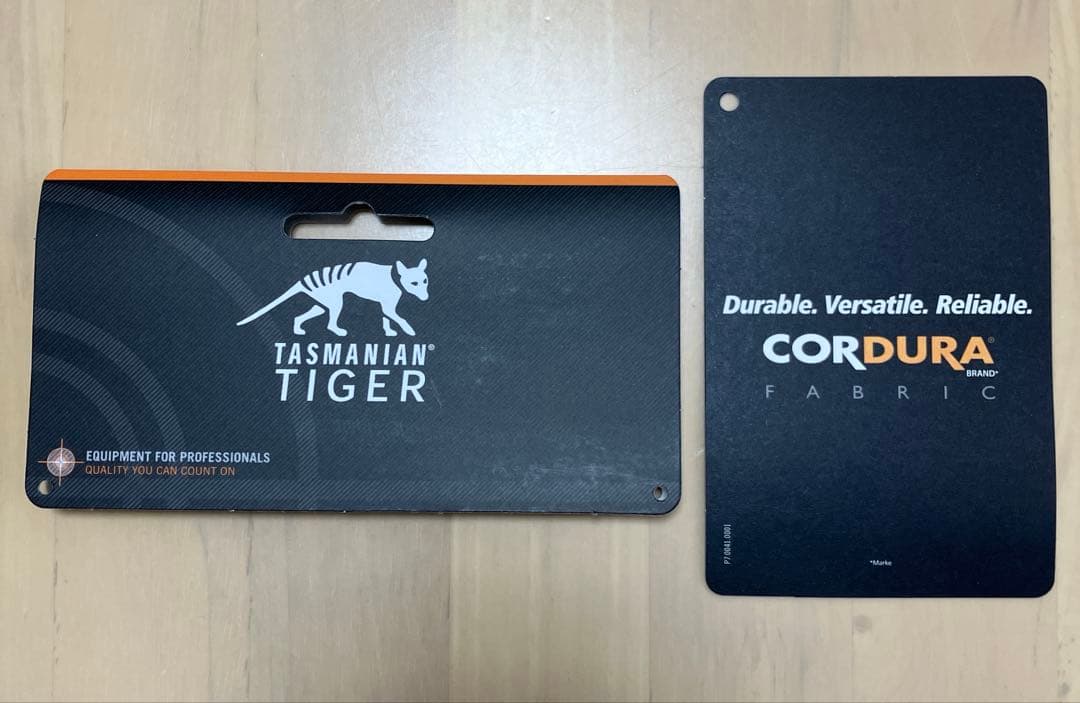 TASMANIAN®
TIGER
EQUIPMENT FOR PROFESSIONALS
QUALITY YOU CAN COUNT ON
Durable. Versatile. Reliable.
CORDURA®
BRAND*
FABRIC
P7.0041.0001
*Marke